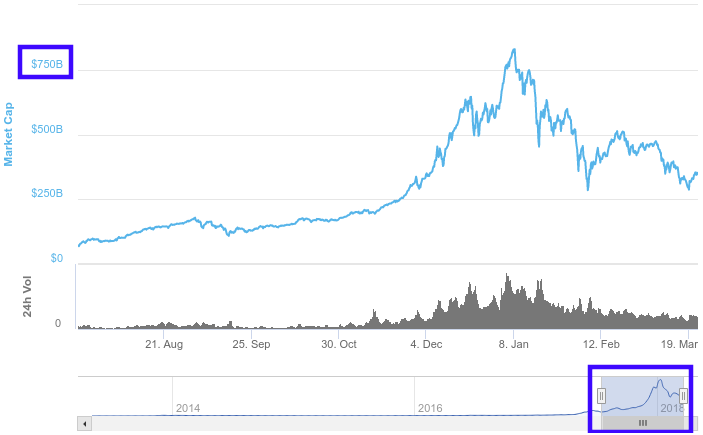 $750B
$500B
$250B
$0
Market Cap
24h Vol
0
21. Aug
25. Sep
30. Oct
4. Dec
8. Jan
12. Feb
19. Mar
2014
2016
2018